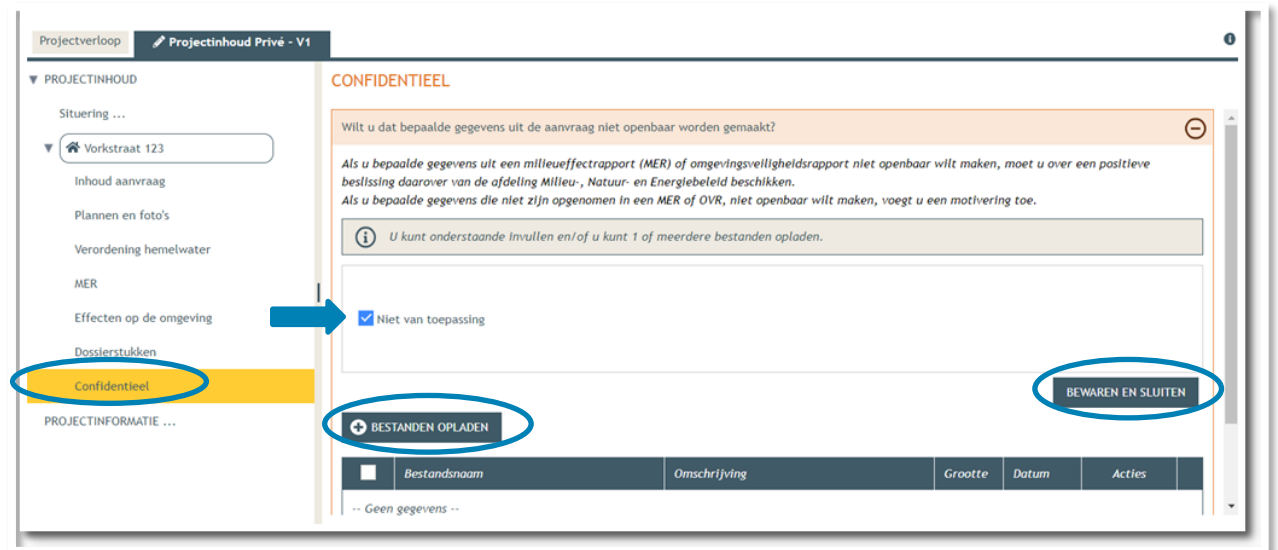 Projectverloop
Projectinhoud Privé - V1
PROJECTINHOUD
Situering ...
Vorkstraat 123
Inhoud aanvraag
Plannen en foto's
Verordening hemelwater
MER
Effecten op de omgeving
Dossierstukken
Confidentieel
PROJECTINFORMATIE ...
CONFIDENTIEEL
Wilt u dat bepaalde gegevens uit de aanvraag niet openbaar worden gemaakt?
Als u bepaalde gegevens uit een milieueffectrapport (MER) of omgevingsveiligheidsrapport niet openbaar wilt maken, moet u over een positieve
beslissing daarover van de afdeling Milieu-, Natuur- en Energiebeleid beschikken.
Als u bepaalde gegevens die niet zijn opgenomen in een MER of OVR, niet openbaar wilt maken, voegt u een motivering toe.
U kunt onderstaande invullen en/of u kunt 1 of meerdere bestanden opladen.
Niet van toepassing
BEWAREN EN SLUITEN
BESTANDEN OPLADEN
Bestandsnaam Omschrijving Grootte Datum Acties
-- Geen gegevens --